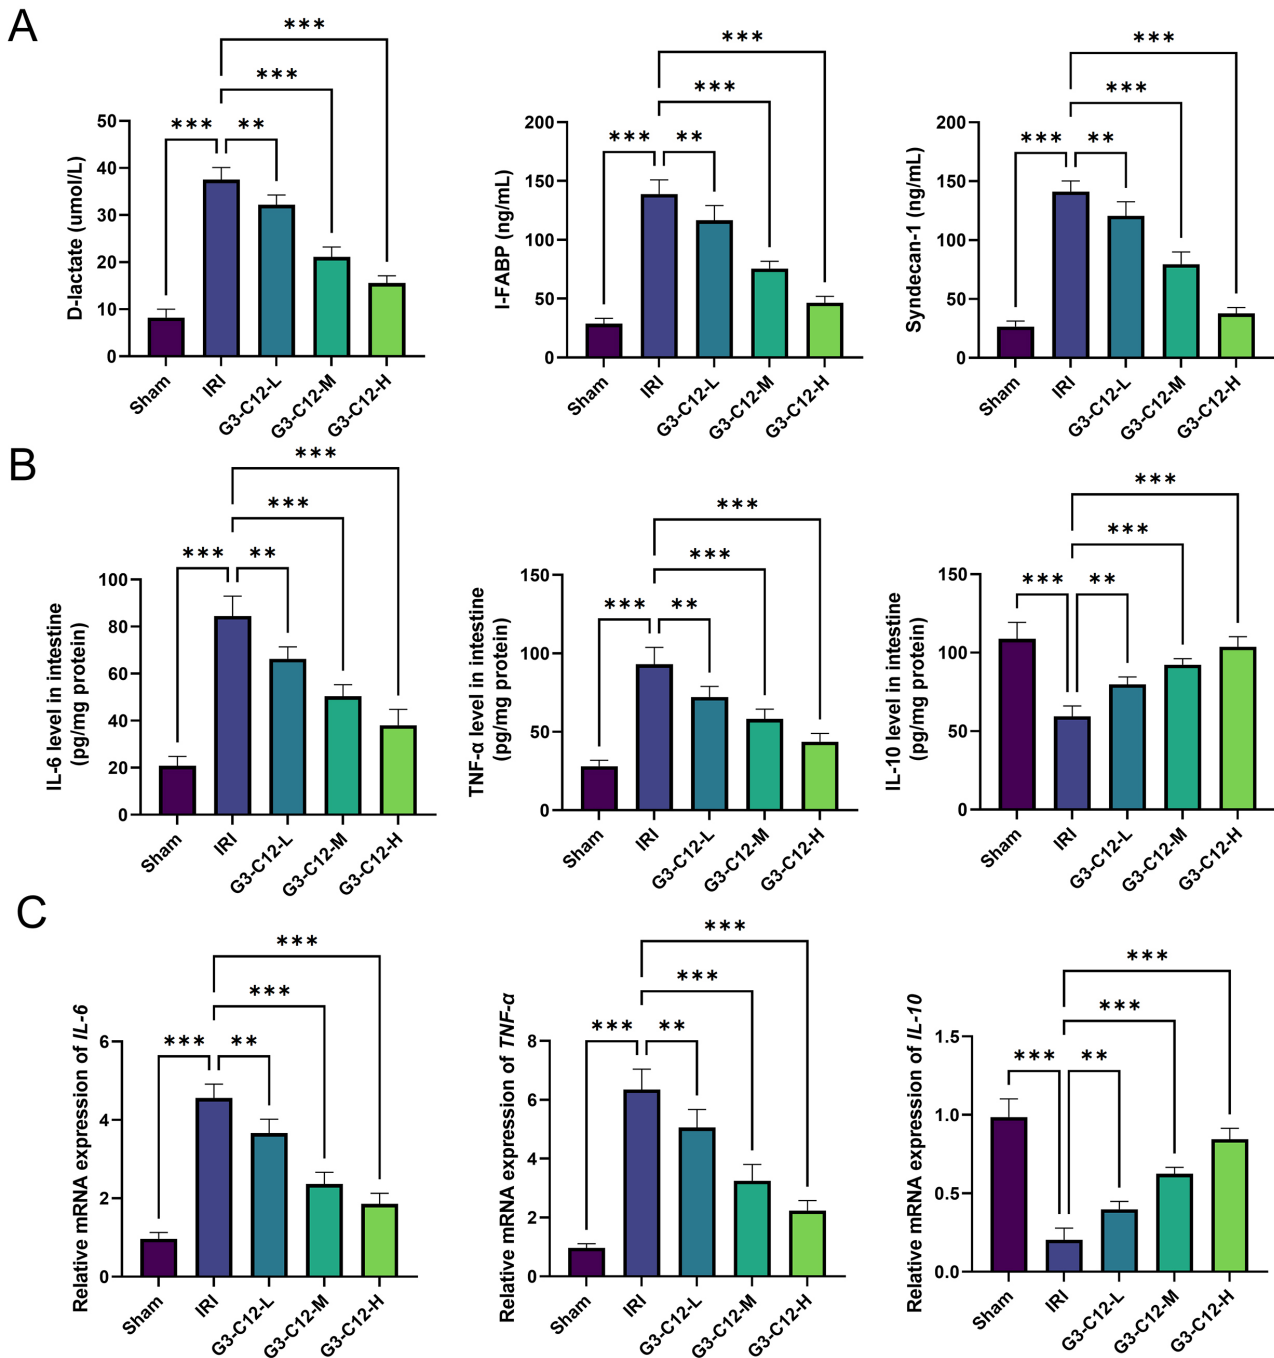 A
D-lactate (umol/L)
50
40
30
20
10
0
***
**
***
***
Sham
IRI
G3-C12-L
G3-C12-M
G3-C12-H
I-FABP (ng/mL)
200
150
100
50
0
***
**
***
***
Sham
IRI
G3-C12-L
G3-C12-M
G3-C12-H
Syndecan-1 (ng/mL)
200
150
100
50
0
***
**
***
***
Sham
IRI
G3-C12-L
G3-C12-M
G3-C12-H
B
IL-6 level in intestine
(pg/mg protein)
100
80
60
40
20
0
***
**
***
***
Sham
IRI
G3-C12-L
G3-C12-M
G3-C12-H
TNF-α level in intestine
(pg/mg protein)
150
100
50
0
***
**
***
***
Sham
IRI
G3-C12-L
G3-C12-M
G3-C12-H
IL-10 level in intestine
(pg/mg protein)
150
100
50
0
***
**
***
***
Sham
IRI
G3-C12-L
G3-C12-M
G3-C12-H
C
Relative mRNA expression of IL-6
6
4
2
0
***
**
***
***
Sham
IRI
G3-C12-L
G3-C12-M
G3-C12-H
Relative mRNA expression of TNF-α
8
6
4
2
0
***
**
***
***
Sham
IRI
G3-C12-L
G3-C12-M
G3-C12-H
Relative mRNA expression of IL-10
1.5
1.0
0.5
0.0
***
**
***
***
Sham
IRI
G3-C12-L
G3-C12-M
G3-C12-H